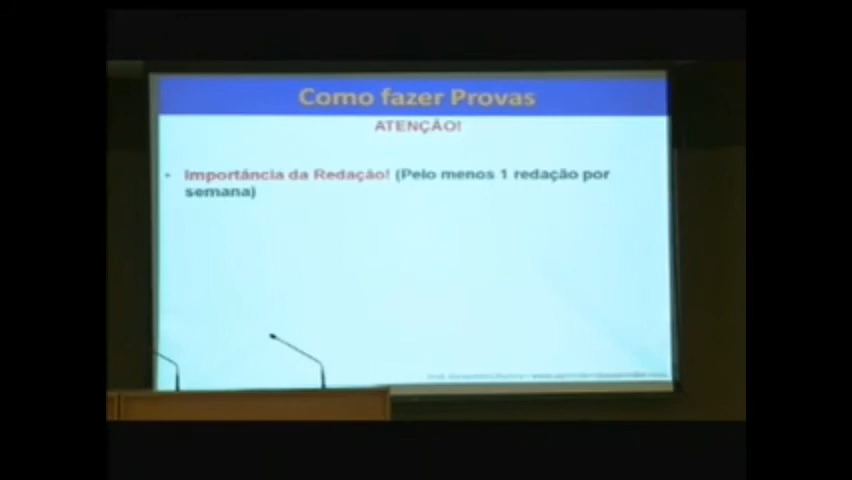 Como fazer Provas
ATENÇÃO!
• Importância da Redação! (Pelo menos 1 redação por
semana)